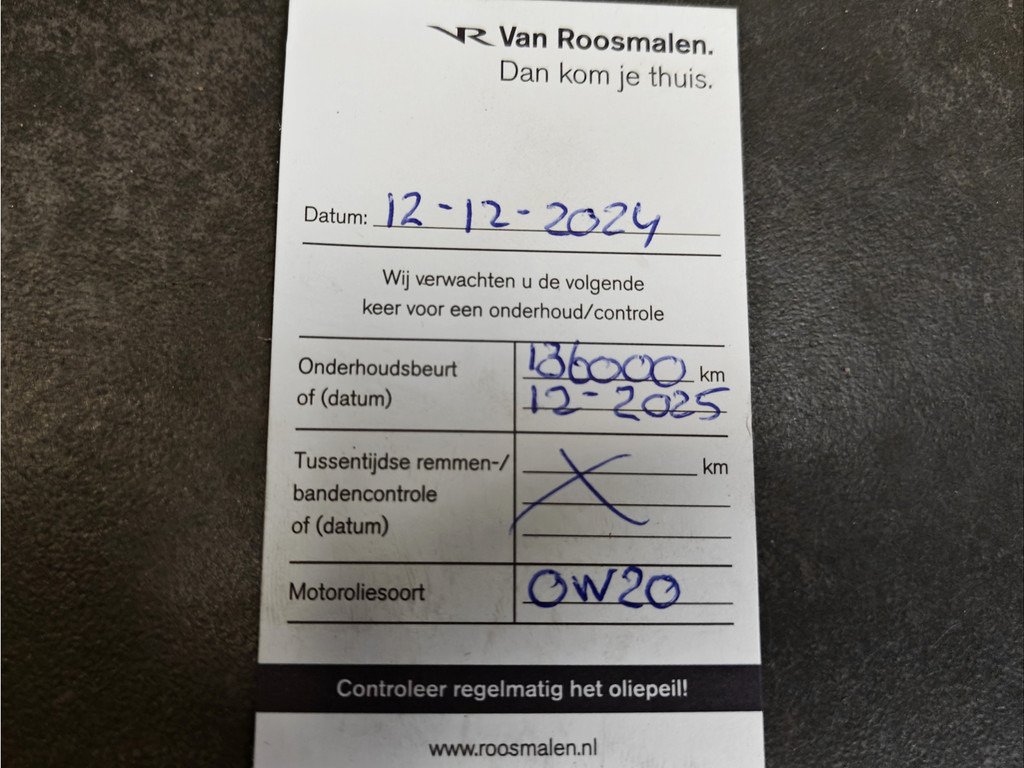 VR Van Roosmalen.
Dan kom je thuis.
Datum: 12-12-2024
Wij verwachten u de volgende
keer voor een onderhoud/controle
Onderhoudsbeurt 136000 km
of (datum) 12-2025
Tussentijdse remmen-/ km
bandencontrole
of (datum)
Motoroliesoort 0W20
Controleer regelmatig het oliepeil!
www.roosmalen.nl